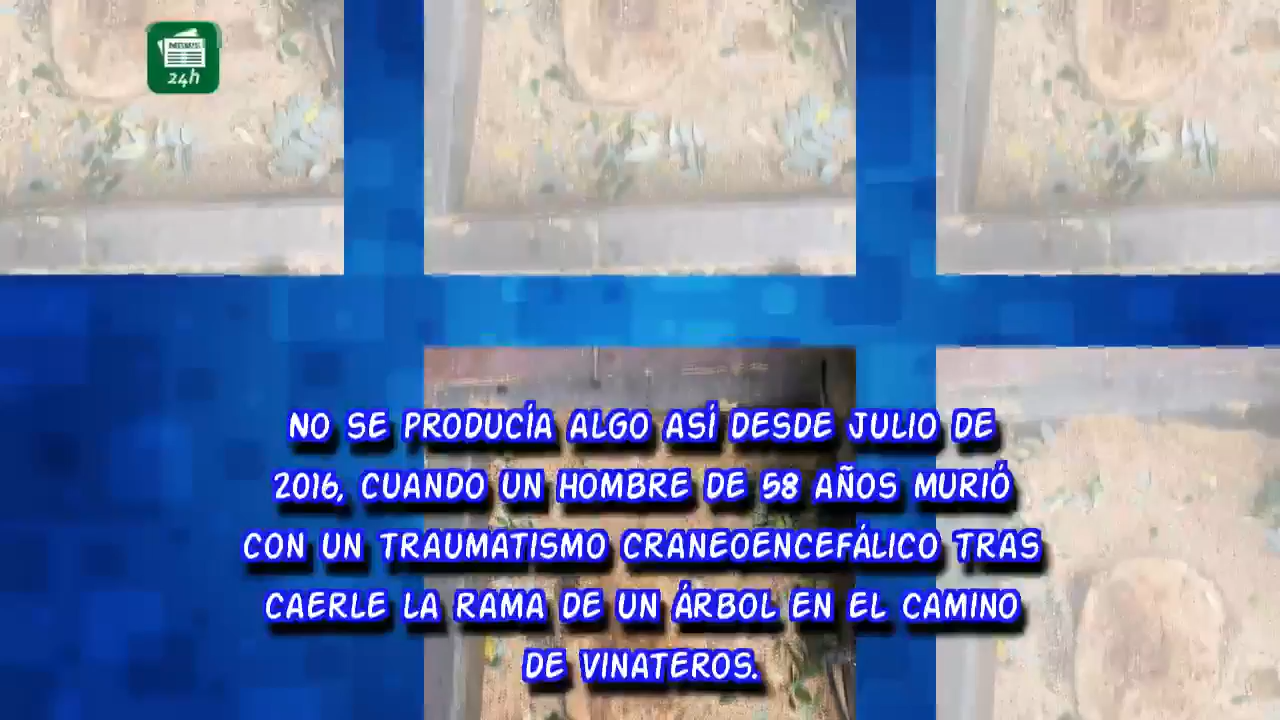 24h
NO SE PRODUCÍA ALGO ASÍ DESDE JULIO DE
2016, CUANDO UN HOMBRE DE 58 AÑOS MURIÓ
CON UN TRAUMATISMO CRANEOENCEFÁLICO TRAS
CAERLE LA RAMA DE UN ÁRBOL EN EL CAMINO
DE VINATEROS.